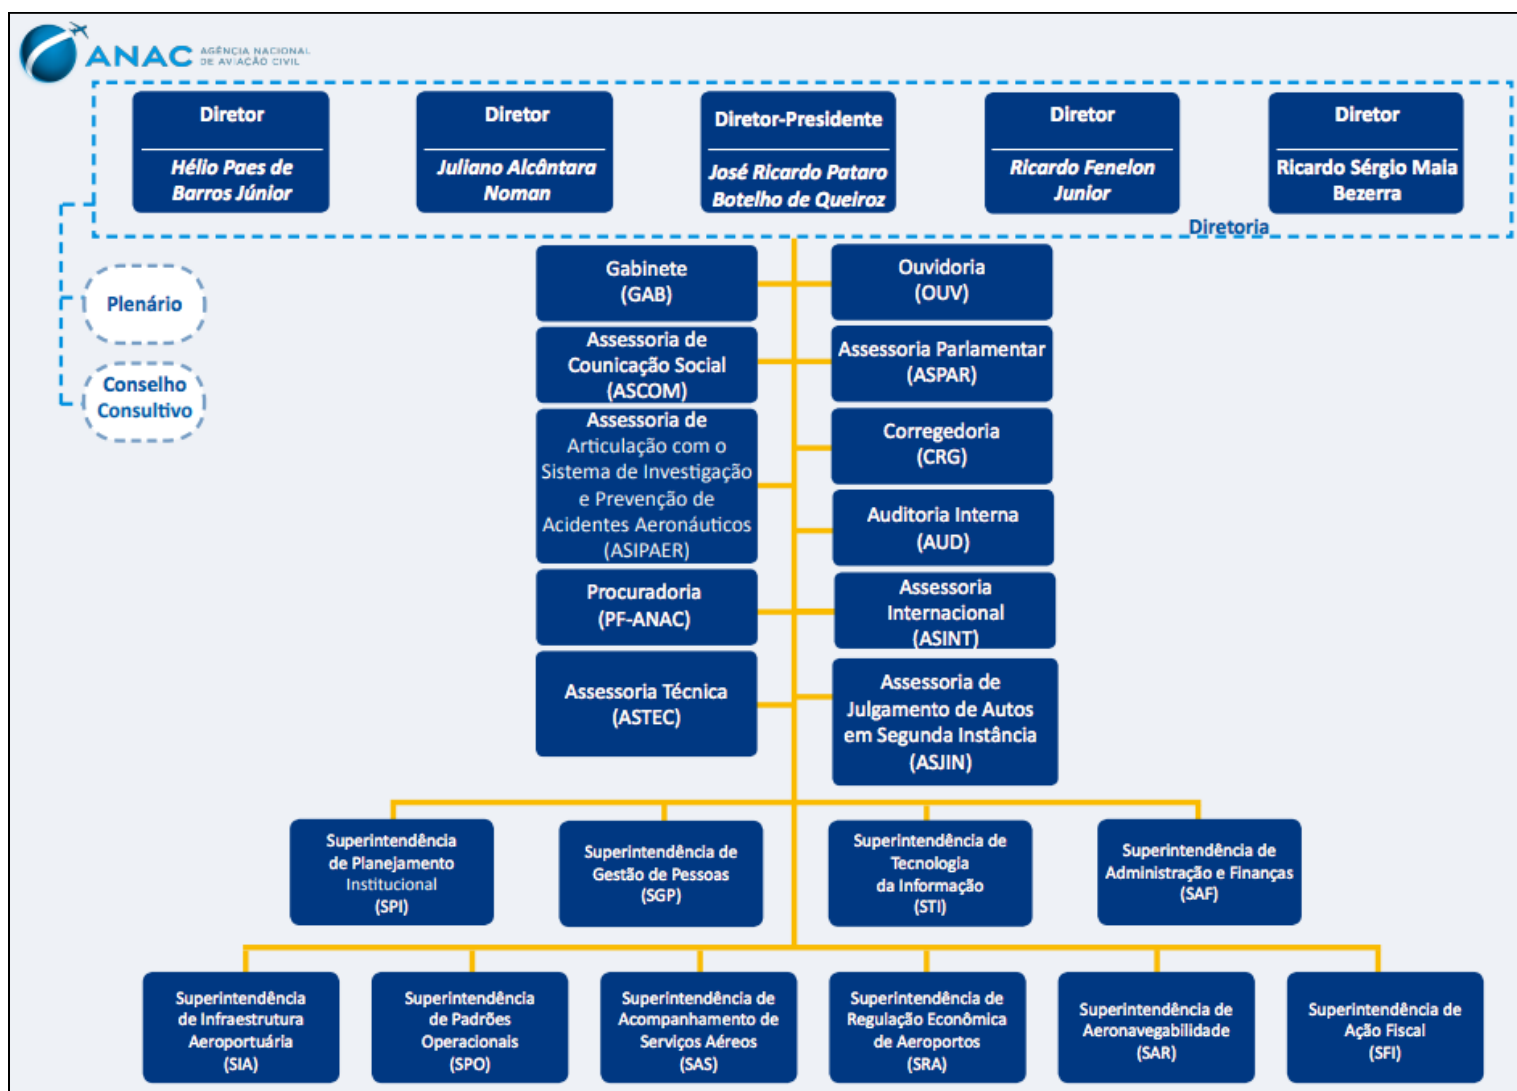 ANAC
AGÊNCIA NACIONAL
DE AVIAÇÃO CIVIL
Diretor
Hélio Paes de
Barros Júnior
Diretor
Juliano Alcântara
Noman
Diretor-Presidente
José Ricardo Pataro
Botelho de Queiroz
Diretor
Ricardo Fenelon
Junior
Diretor
Ricardo Sérgio Maia
Bezerra
Diretoria
Plenário
Conselho
Consultivo
Gabinete
(GAB)
Ouvidoria
(OUV)
Assessoria de
Counicação Social
(ASCOM)
Assessoria Parlamentar
(ASPAR)
Assessoria de
Articulação com o
Sistema de Investigação
e Prevenção de
Acidentes Aeronáuticos
(ASIPAER)
Corregedoria
(CRG)
Auditoria Interna
(AUD)
Procuradoria
(PF-ANAC)
Assessoria
Internacional
(ASINT)
Assessoria Técnica
(ASTEC)
Assessoria de
Julgamento de Autos
em Segunda Instância
(ASJIN)
Superintendência
de Planejamento
Institucional
(SPI)
Superintendência de
Gestão de Pessoas
(SGP)
Superintendência de
Tecnologia
da Informação
(STI)
Superintendência de
Administração e Finanças
(SAF)
Superintendência
de Infraestrutura
Aeroportuária
(SIA)
Superintendência
de Padrões
Operacionais
(SPO)
Superintendência de
Acompanhamento de
Serviços Aéreos
(SAS)
Superintendência de
Regulação Econômica
de Aeroportos
(SRA)
Superintendência de
Aeronavegabilidade
(SAR)
Superintendência de
Ação Fiscal
(SFI)